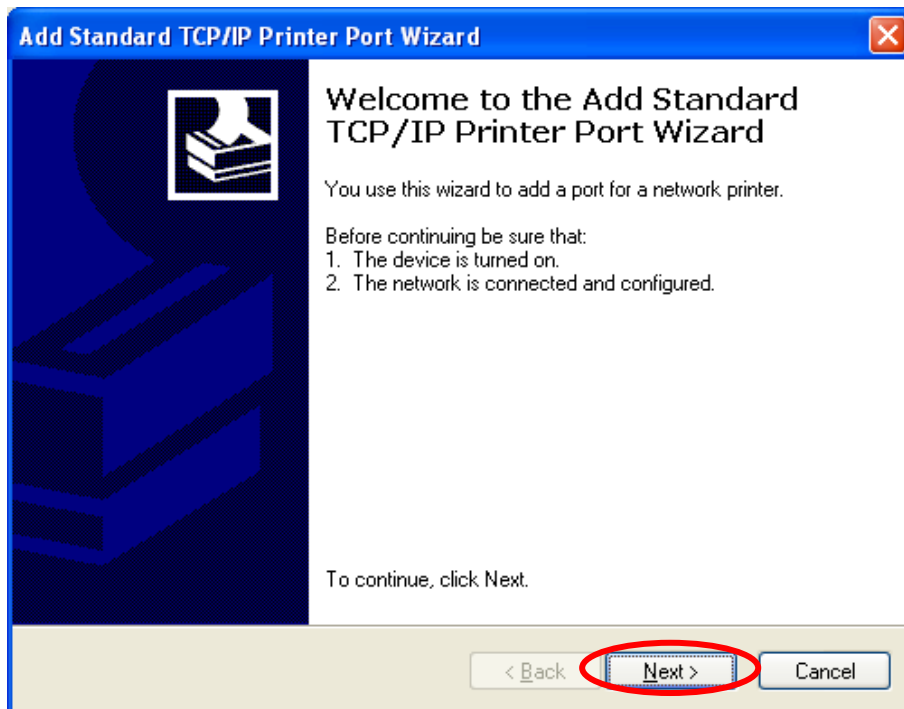 Add Standard TCP/IP Printer Port Wizard
Welcome to the Add Standard
TCP/IP Printer Port Wizard
You use this wizard to add a port for a network printer.
Before continuing be sure that:
1. The device is turned on.
2. The network is connected and configured.
To continue, click Next.
< Back Next > Cancel